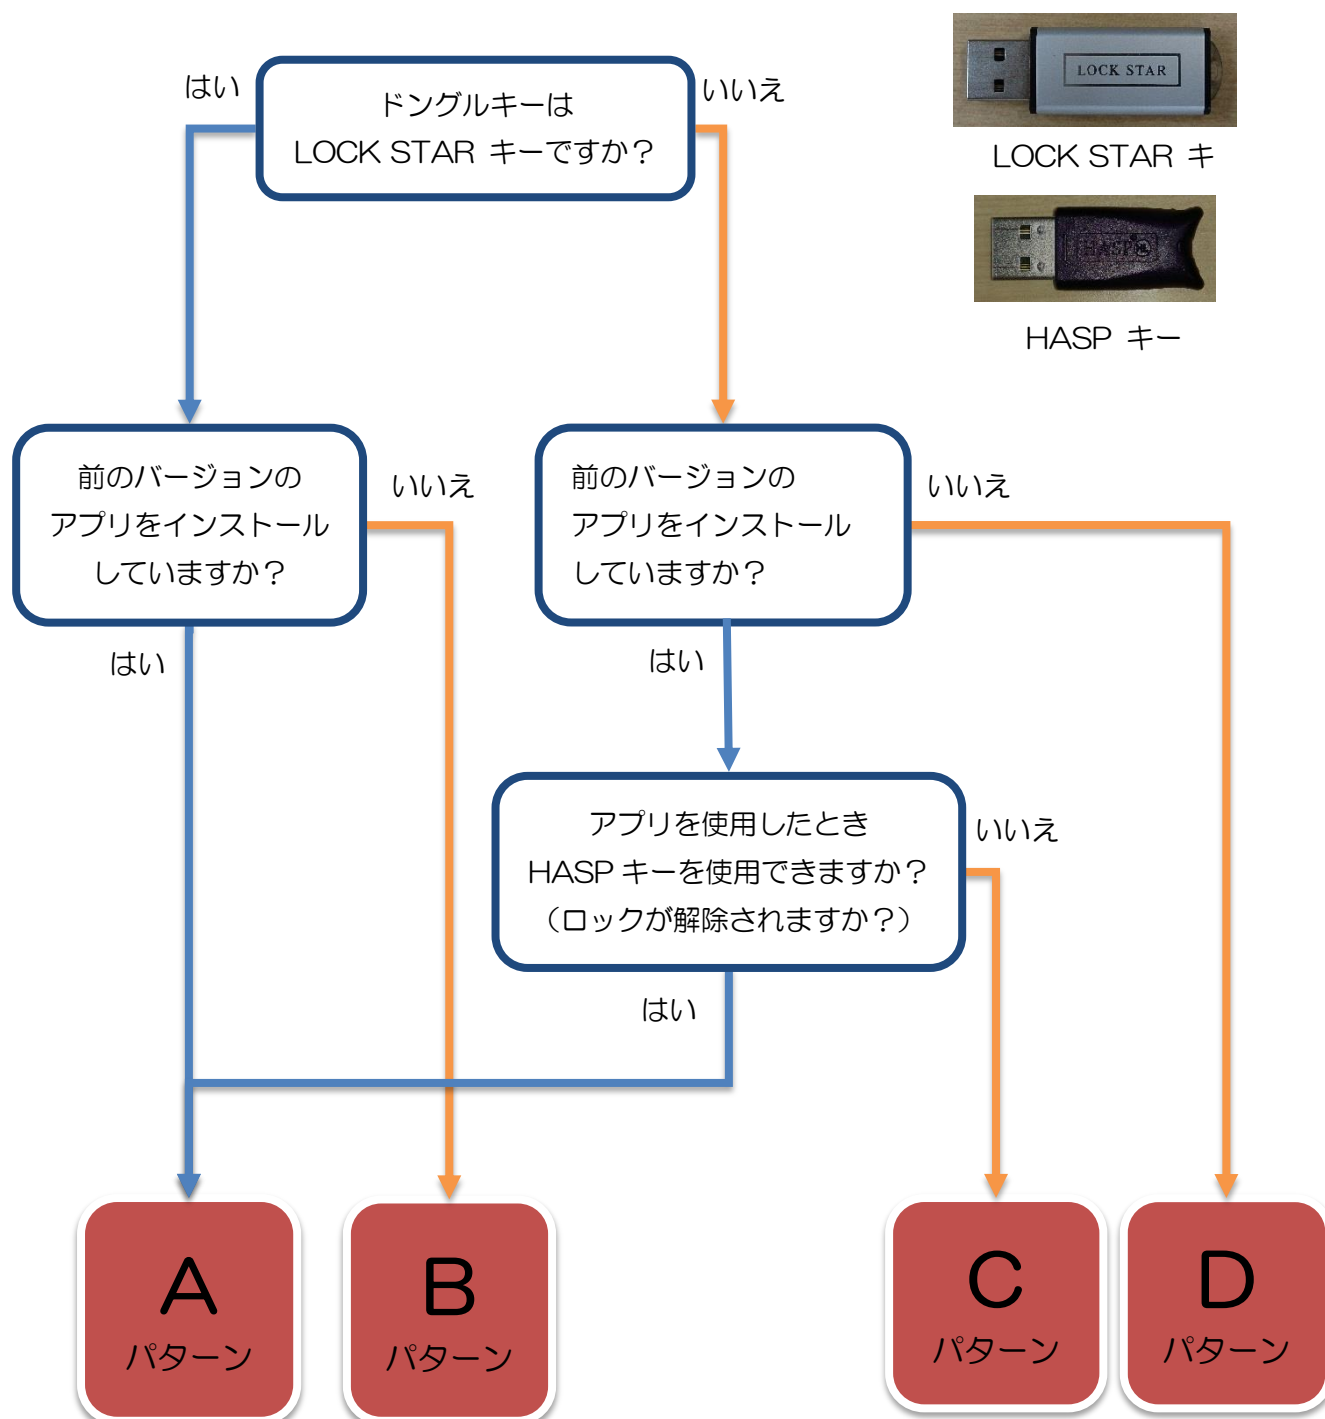 はい
ドングルキーは
LOCK STAR キーですか？
いいえ
LOCK STAR
LOCK STAR キ
HASP
HASP キー
前のバージョンの
アプリをインストール
していますか？
いいえ
はい
前のバージョンの
アプリをインストール
していますか？
いいえ
はい
アプリを使用したとき
HASP キーを使用できますか？
（ロックが解除されますか？）
いいえ
はい
A
パターン
B
パターン
C
パターン
D
パターン